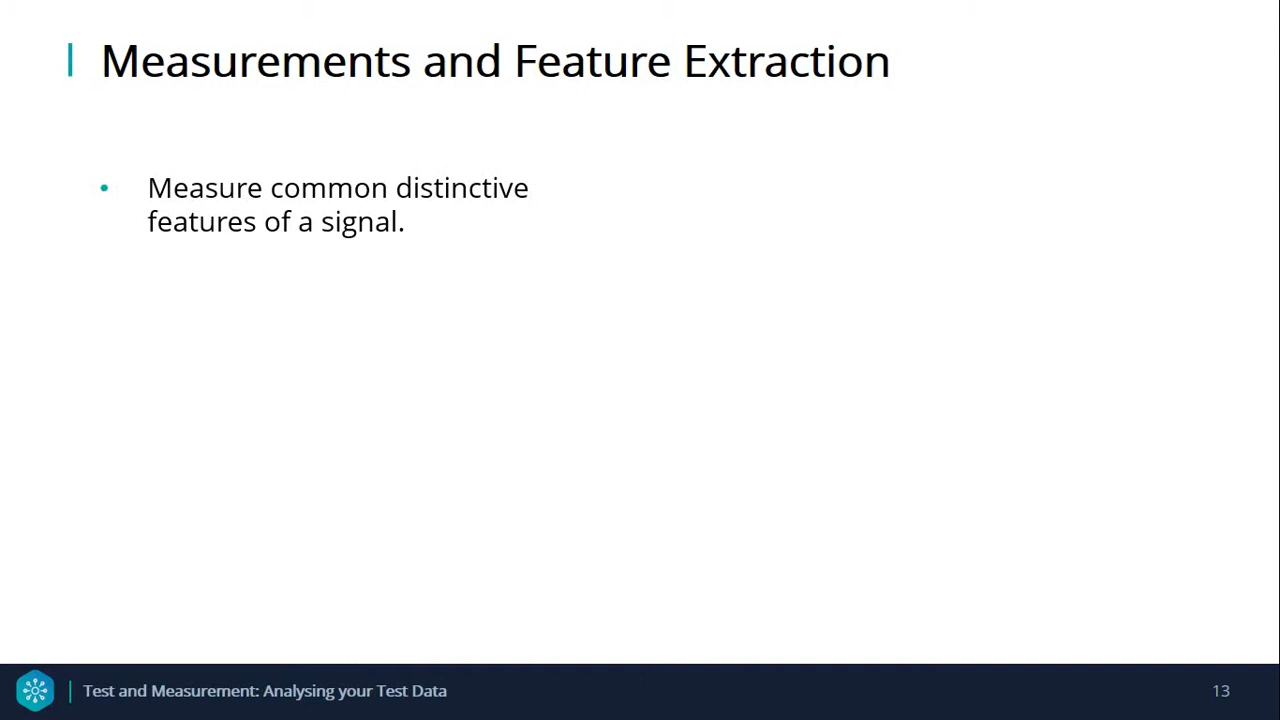 Measurements and Feature Extraction
• Measure common distinctive
features of a signal.
Test and Measurement: Analysing your Test Data
13